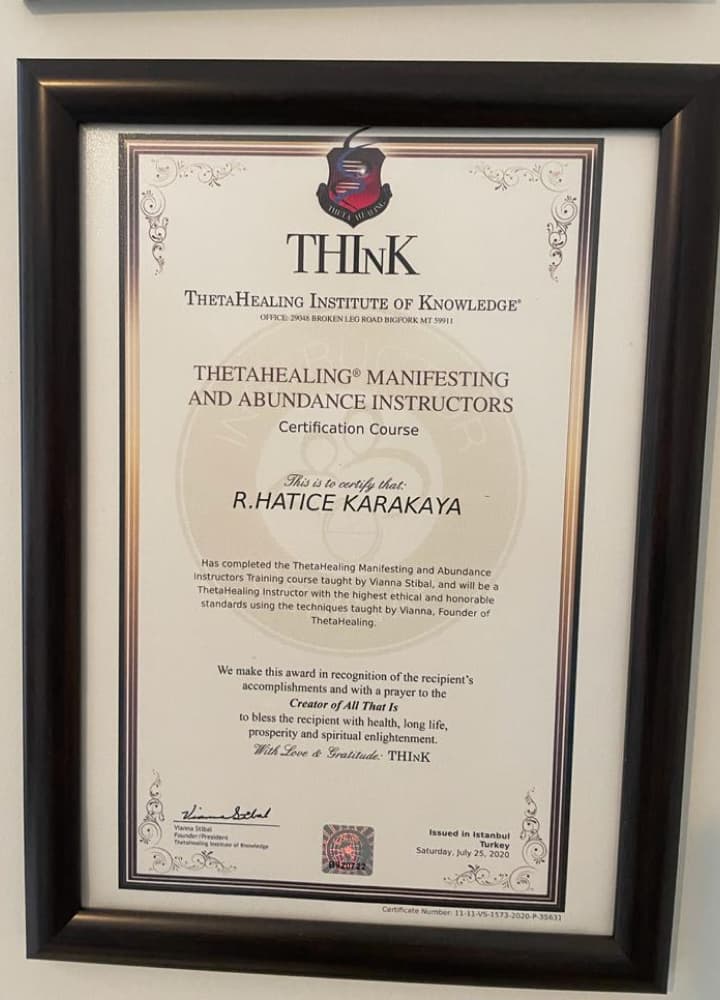 THETA HEALING
THInK
THETAHEALING INSTITUTE OF KNOWLEDGE®
OFFICE: 29048 BROKEN LEG ROAD BIGFORK MT 59911
INSTRUCTOR
THETAHEALING® MANIFESTING
AND ABUNDANCE INSTRUCTORS
Certification Course
This is to certify that:
R.HATICE KARAKAYA
Has completed the ThetaHealing Manifesting and Abundance
Instructors Training course taught by Vianna Stibal, and will be a
ThetaHealing Instructor with the highest ethical and honorable
standards using the techniques taught by Vianna, Founder of
ThetaHealing.
We make this award in recognition of the recipient's
accomplishments and with a prayer to the
Creator of All That Is
to bless the recipient with health, long life,
prosperity and spiritual enlightenment.
With Love & Gratitude: THInK
Vianna Stibal
Vianna Stibal
Founder/President
Thetahealing Institute of Knowledge
Issued in Istanbul
Turkey
Saturday, July 25, 2020
Certificate Number: 11-11-VS-1573-2020-P-35631